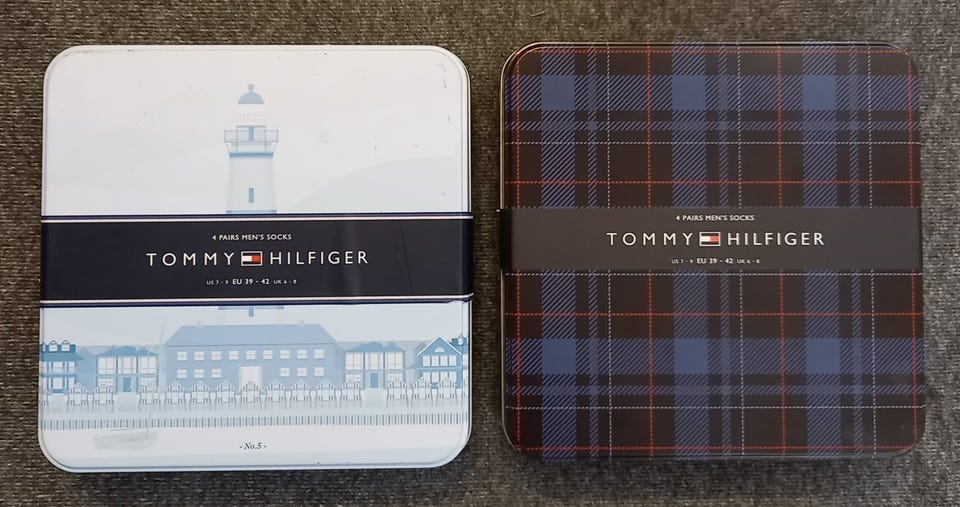 4 PAIRS MEN'S SOCKS
TOMMY HILFIGER
US 7 - 9 EU 39 - 42 UK 6 - 8
- No.5 -
4 PAIRS MEN'S SOCKS
TOMMY HILFIGER
US 7 - 9 EU 39 - 42 UK 6 - 8